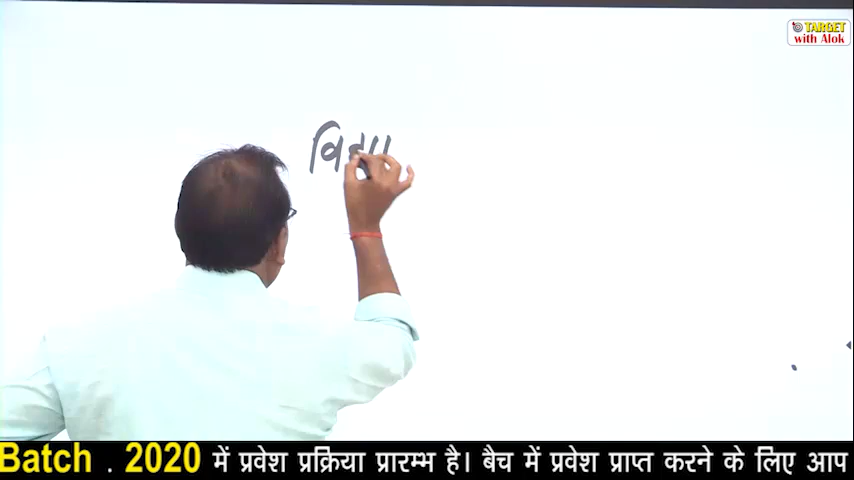 TARGET
with Alok
Batch . 2020 में प्रवेश प्रक्रिया प्रारम्भ है। बैच में प्रवेश प्राप्त करने के लिए आप